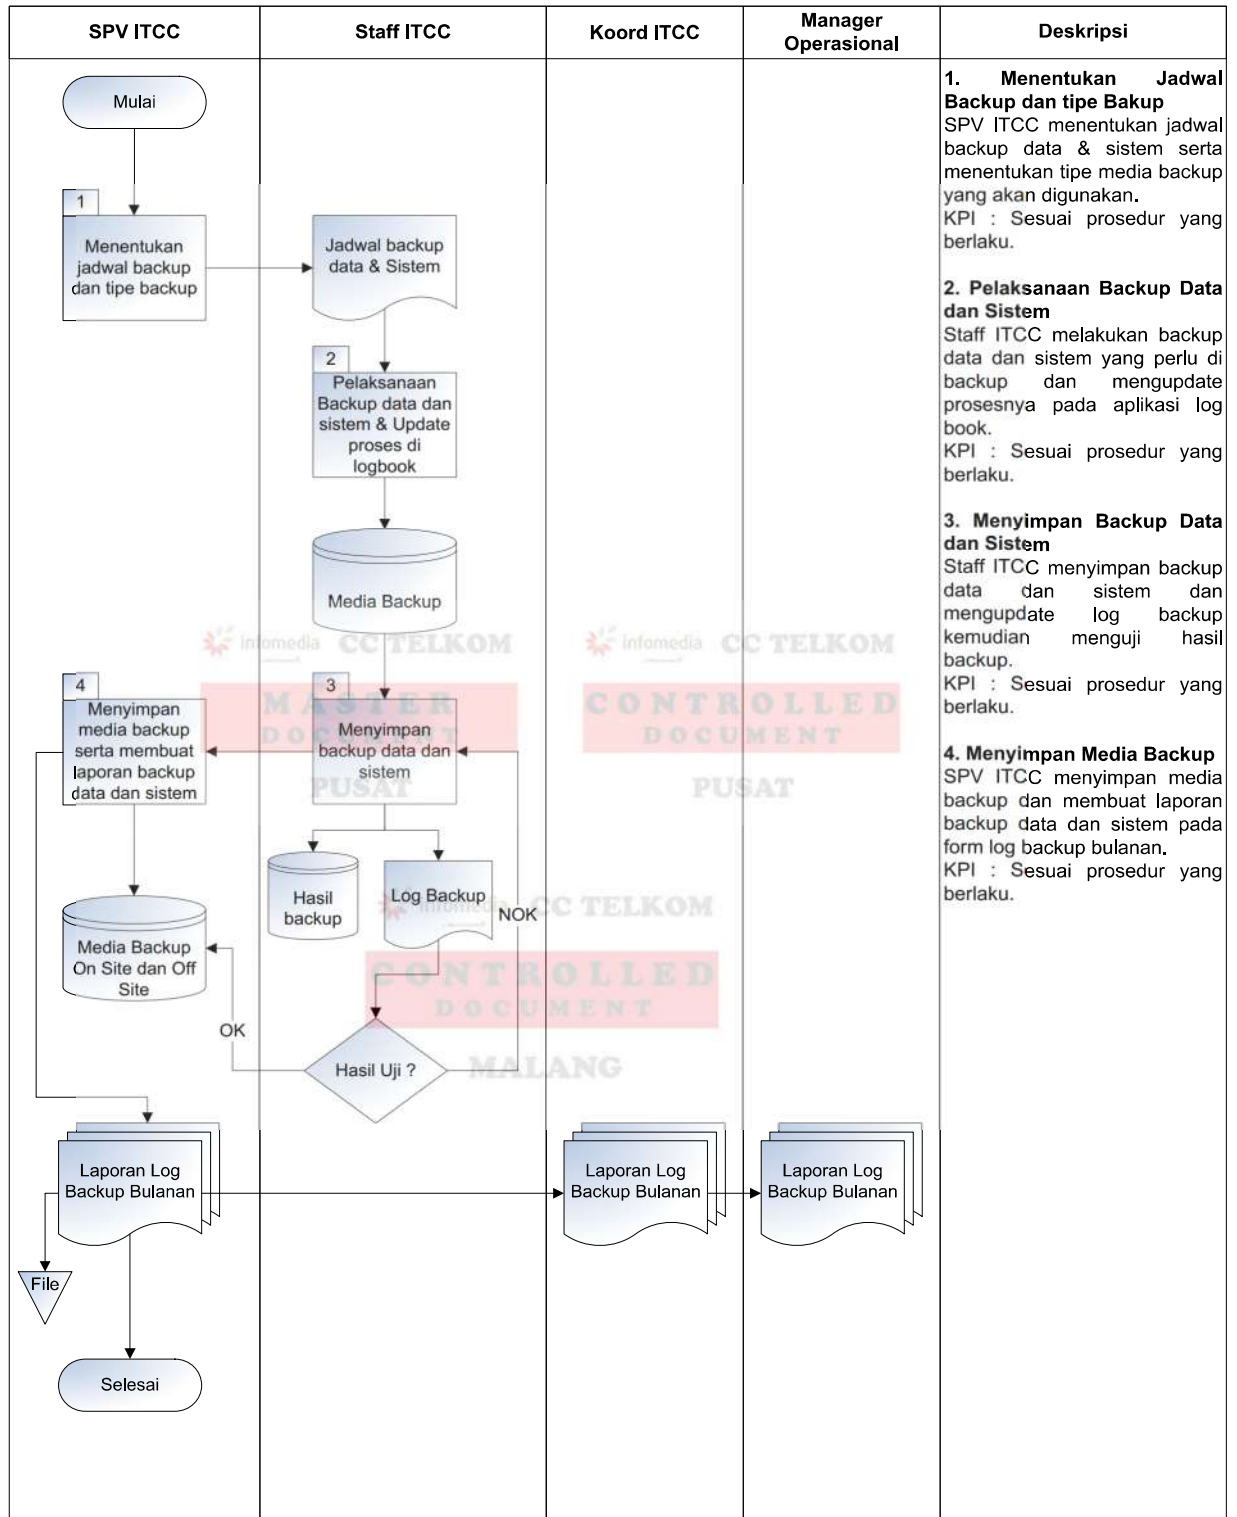 SPV ITCC
Staff ITCC
Koord ITCC
Manager
Operasional
Deskripsi
Mulai
1
Menentukan
jadwal backup
dan tipe backup
Jadwal backup
data & Sistem
2
Pelaksanaan
Backup data dan
sistem & Update
proses di
logbook
Media Backup
infomedia CC TELKOM
MASTER
DOCUMENT
PUSAT
infomedia CC TELKOM
CONTROLLED
DOCUMENT
PUSAT
4
Menyimpan
media backup
serta membuat
laporan backup
data dan sistem
3
Menyimpan
backup data dan
sistem
Hasil
backup
Log Backup
NOK
infomedia CC TELKOM
CONTROLLED
DOCUMENT
MALANG
Media Backup
On Site dan Off
Site
OK
Hasil Uji ?
Laporan Log
Backup Bulanan
Laporan Log
Backup Bulanan
Laporan Log
Backup Bulanan
File
Selesai
1. Menentukan Jadwal
Backup dan tipe Bakup
SPV ITCC menentukan jadwal
backup data & sistem serta
menentukan tipe media backup
yang akan digunakan.
KPI : Sesuai prosedur yang
berlaku.
2. Pelaksanaan Backup Data
dan Sistem
Staff ITCC melakukan backup
data dan sistem yang perlu di
backup dan mengupdate
prosesnya pada aplikasi log
book.
KPI : Sesuai prosedur yang
berlaku.
3. Menyimpan Backup Data
dan Sistem
Staff ITCC menyimpan backup
data dan sistem dan
mengupdate log backup
kemudian menguji hasil
backup.
KPI : Sesuai prosedur yang
berlaku.
4. Menyimpan Media Backup
SPV ITCC menyimpan media
backup dan membuat laporan
backup data dan sistem pada
form log backup bulanan.
KPI : Sesuai prosedur yang
berlaku.